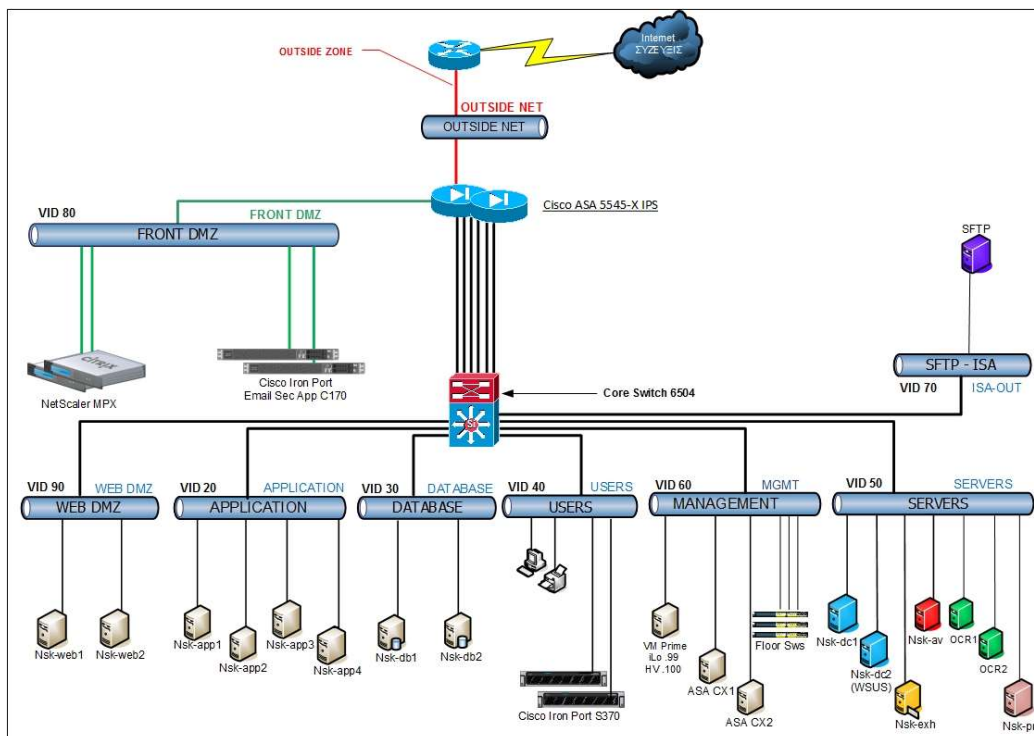 Internet
ΣΥΖΕΥΞΙΣ
OUTSIDE ZONE
OUTSIDE NET
OUTSIDE NET
Cisco ASA 5545-X IPS
VID 80
FRONT DMZ
FRONT DMZ
SFTP
CITRIX
NetScaler MPX
Cisco Iron Port
Email Sec App C170
SFTP - ISA
VID 70
ISA-OUT
Core Switch 6504
Si
VID 90
WEB DMZ
WEB DMZ
VID 20
APPLICATION
APPLICATION
VID 30
DATABASE
DATABASE
VID 40
USERS
USERS
VID 60
MGMT
MANAGEMENT
VID 50
SERVERS
SERVERS
Nsk-web1
Nsk-web2
Nsk-app1
Nsk-app2
Nsk-app3
Nsk-app4
Nsk-db1
Nsk-db2
Cisco Iron Port S370
VM Prime
iLo .99
HV .100
ASA CX1
ASA CX2
Floor Sws
Nsk-dc1
Nsk-dc2
(WSUS)
Nsk-exh
Nsk-av
OCR1
OCR2